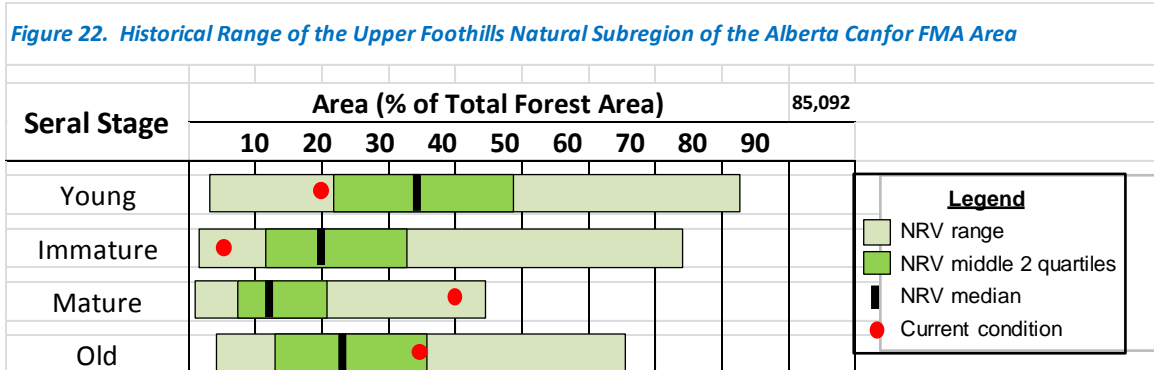 Figure 22. Historical Range of the Upper Foothills Natural Subregion of the Alberta Canfor FMA Area
Seral Stage
Area (% of Total Forest Area)
85,092
10 20 30 40 50 60 70 80 90
Young
Immature
Mature
Old
Legend
NRV range
NRV middle 2 quartiles
NRV median
Current condition